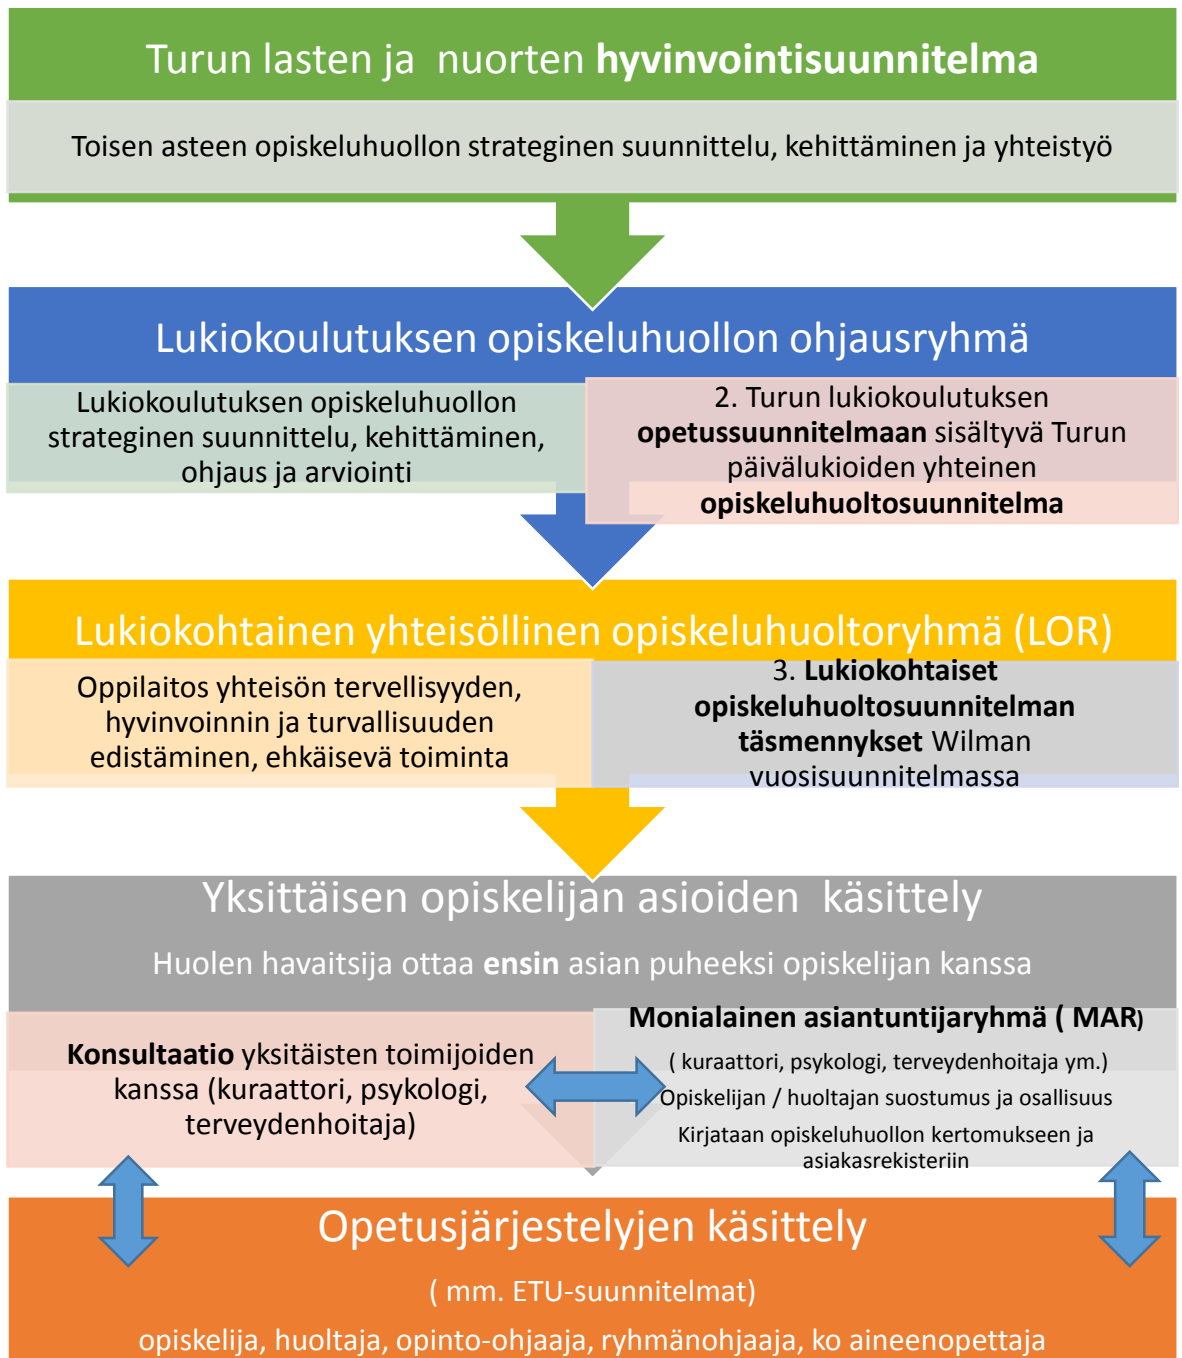 Turun lasten ja nuorten hyvinvointisuunnitelma
Toisen asteen opiskeluhuollon strateginen suunnittelu, kehittäminen ja yhteistyö
Lukiokoulutuksen opiskeluhuollon ohjausryhmä
Lukiokoulutuksen opiskeluhuollon
strateginen suunnittelu, kehittäminen,
ohjaus ja arviointi
2. Turun lukiokoulutuksen
opetussuunnitelmaan sisältyvä Turun
päivälukioiden yhteinen
opiskeluhuoltosuunnitelma
Lukiokohtainen yhteisöllinen opiskeluhuoltoryhmä (LOR)
Oppilaitos yhteisön tervellisyyden,
hyvinvoinnin ja turvallisuuden
edistäminen, ehkäisevä toiminta
3. Lukiokohtaiset
opiskeluhuoltosuunnitelman
täsmennykset Wilman
vuosisuunnitelmassa
Yksittäisen opiskelijan asioiden käsittely
Huolen havaitsija ottaa ensin asian puheeksi opiskelijan kanssa
Konsultaatio yksitäisten toimijoiden
kanssa (kuraattori, psykologi,
terveydenhoitaja)
Monialainen asiantuntijaryhmä ( MAR)
( kuraattori, psykologi, terveydenhoitaja ym.)
Opiskelijan / huoltajan suostumus ja osallisuus
Kirjataan opiskeluhuollon kertomukseen ja
asiakasrekisteriin
Opetusjärjestelyjen käsittely
( mm. ETU-suunnitelmat)
opiskelija, huoltaja, opinto-ohjaaja, ryhmänohjaaja, ko aineenopettaja